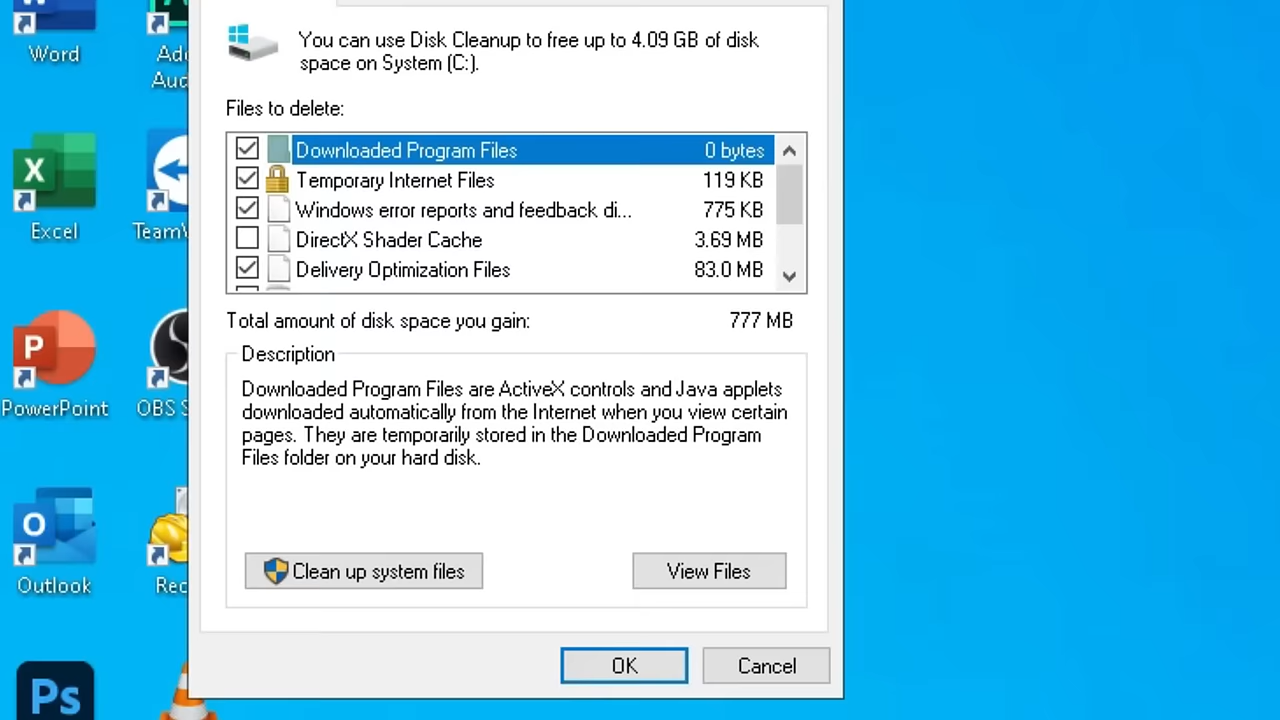 You can use Disk Cleanup to free up to 4.09 GB of disk
space on System (C:).
Files to delete:
Downloaded Program Files 0 bytes
Temporary Internet Files 119 KB
Windows error reports and feedback di... 775 KB
DirectX Shader Cache 3.69 MB
Delivery Optimization Files 83.0 MB
Total amount of disk space you gain: 777 MB
Description
Downloaded Program Files are ActiveX controls and Java applets
downloaded automatically from the Internet when you view certain
pages. They are temporarily stored in the Downloaded Program
Files folder on your hard disk.
Clean up system files
View Files
OK
Cancel
Word
X
Excel
P
PowerPoint
OBS
O
Outlook
Ps